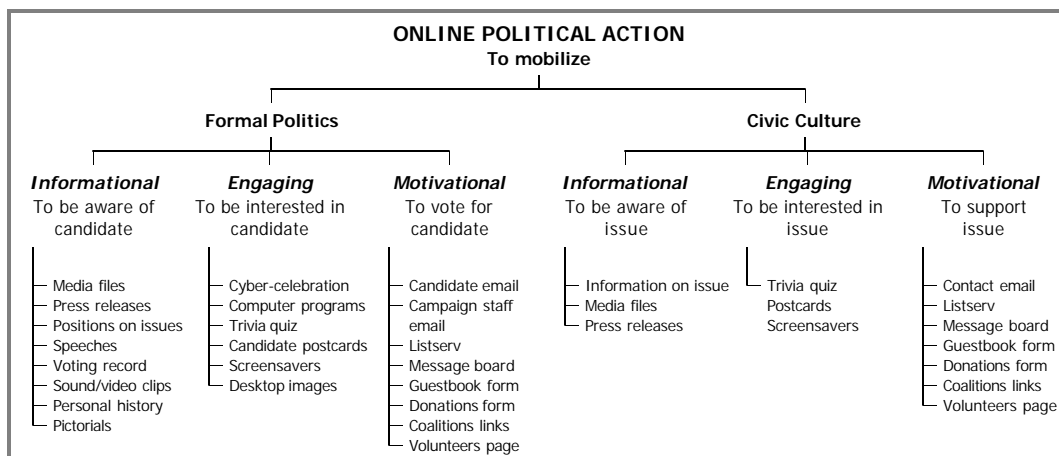 ONLINE POLITICAL ACTION
To mobilize
Formal Politics
Civic Culture
Informational
To be aware of
candidate
Media files
Press releases
Positions on issues
Speeches
Voting record
Sound/video clips
Personal history
Pictorials
Engaging
To be interested in
candidate
Cyber-celebration
Computer programs
Trivia quiz
Candidate postcards
Screensavers
Desktop images
Motivational
To vote for
candidate
Candidate email
Campaign staff
email
Listserv
Message board
Guestbook form
Donations form
Coalitions links
Volunteers page
Informational
To be aware of
issue
Information on issue
Media files
Press releases
Engaging
To be interested in
issue
Trivia quiz
Postcards
Screensavers
Motivational
To support
issue
Contact email
Listserv
Message board
Guestbook form
Donations form
Coalitions links
Volunteers page